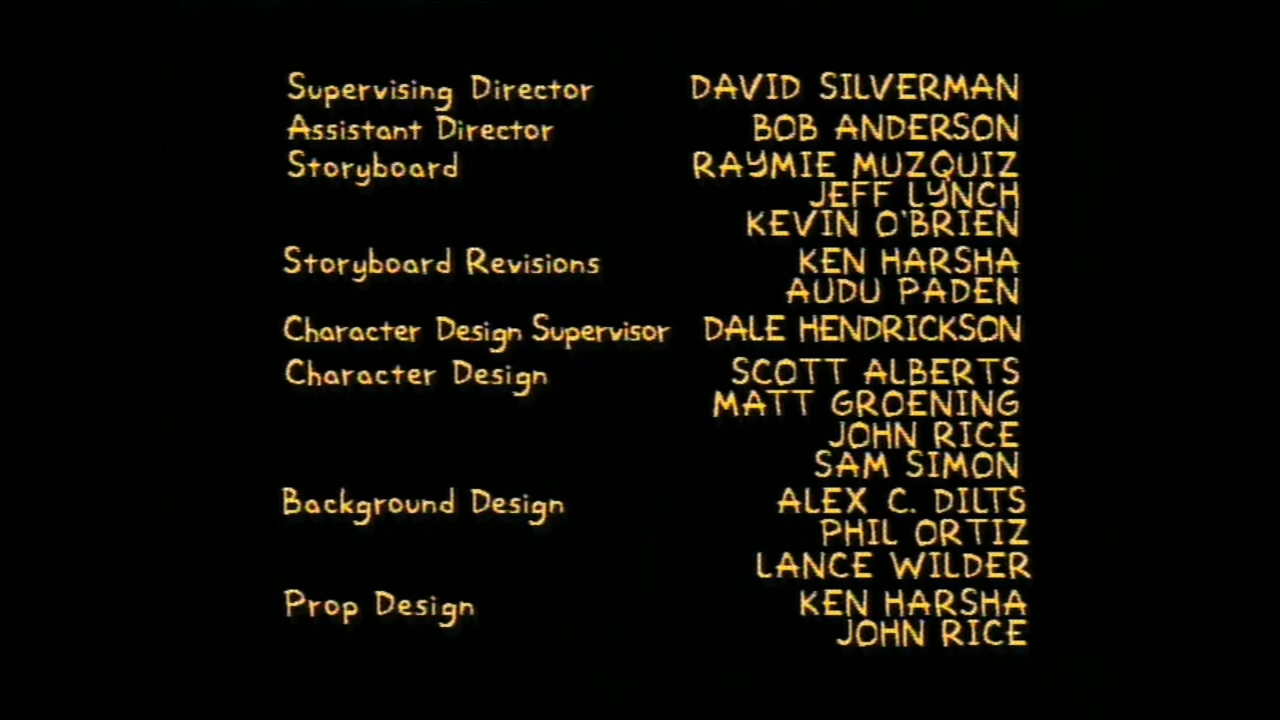 Supervising Director DAVID SILVERMAN
Assistant Director BOB ANDERSON
Storyboard RAYMIE MUZQUIZ
JEFF LYNCH
KEVIN O'BRIEN
Storyboard Revisions KEN HARSHA
AUDU PADEN
Character Design Supervisor DALE HENDRICKSON
Character Design SCOTT ALBERTS
MATT GROENING
JOHN RICE
SAM SIMON
Background Design ALEX C. DILTS
PHIL ORTIZ
LANCE WILDER
Prop Design KEN HARSHA
JOHN RICE